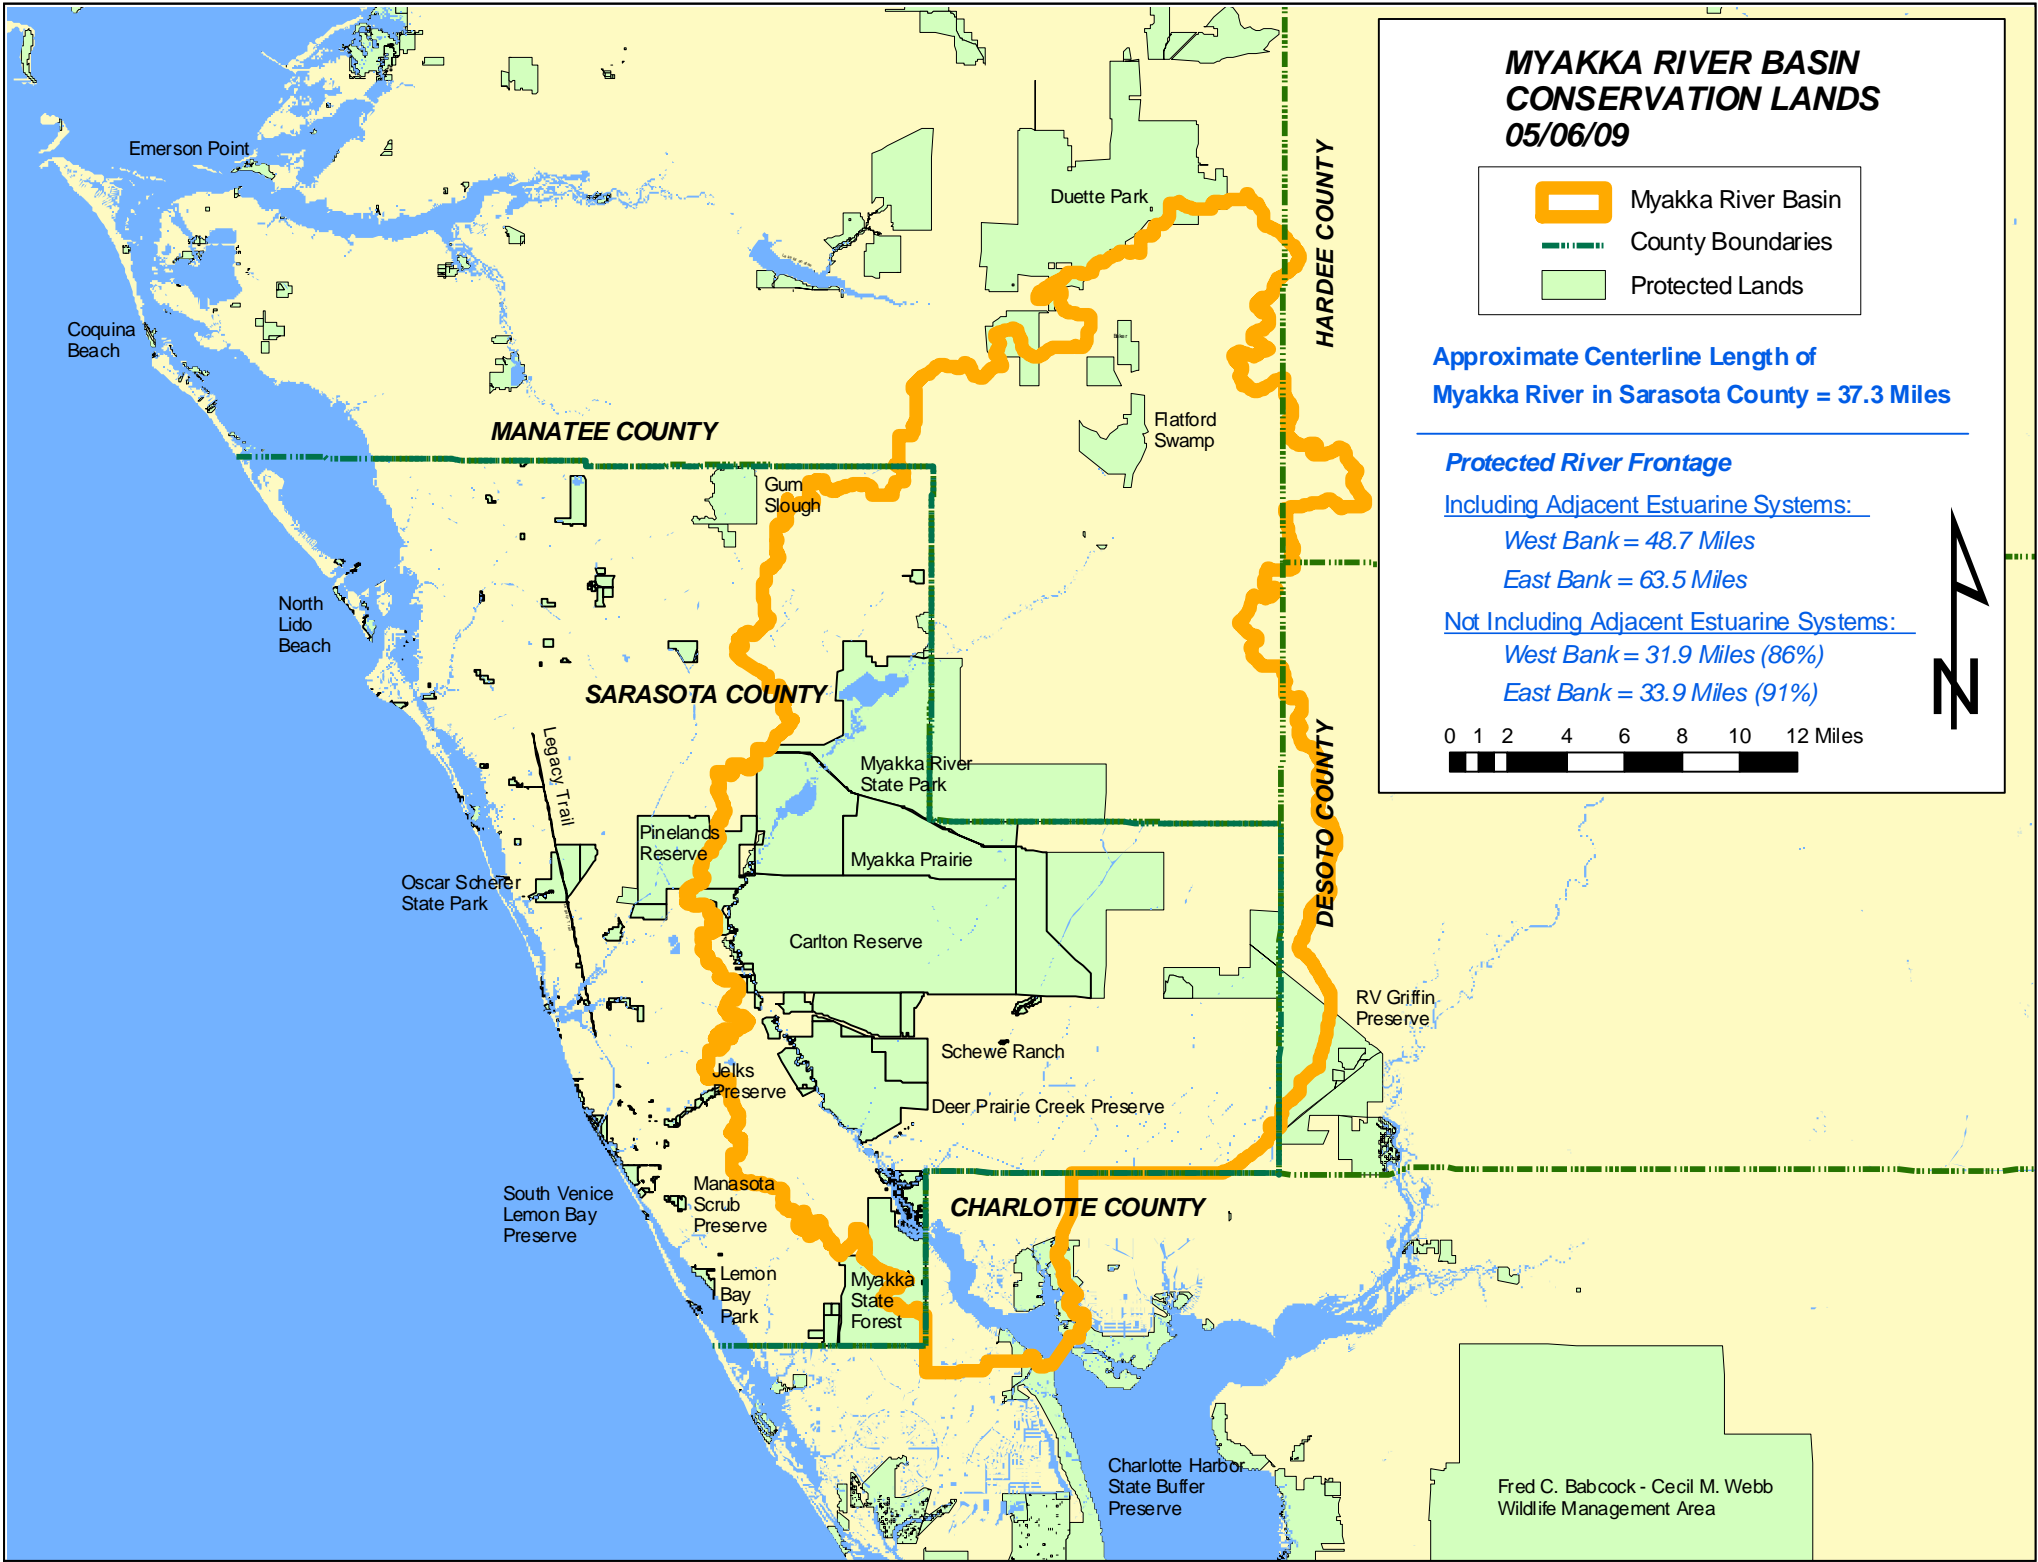 MYAKKA RIVER BASIN
CONSERVATION LANDS
05/06/09
Myakka River Basin
County Boundaries
Protected Lands
Approximate Centerline Length of
Myakka River in Sarasota County = 37.3 Miles
Protected River Frontage
Including Adjacent Estuarine Systems:
West Bank = 48.7 Miles
East Bank = 63.5 Miles
Not Including Adjacent Estuarine Systems:
West Bank = 31.9 Miles (86%)
East Bank = 33.9 Miles (91%)
0 1 2 4 6 8 10 12 Miles
N
Emerson Point
Duette Park
HARDEE COUNTY
Coquina
Beach
Flatford
Swamp
MANATEE COUNTY
Gum
Slough
North
Lido
Beach
SARASOTA COUNTY
Legacy Trail
Myakka River
State Park
DESOTO COUNTY
Pinelands
Reserve
Myakka Prairie
Oscar Scherer
State Park
Carlton Reserve
RV Griffin
Preserve
Schewe Ranch
Jelks
Preserve
Deer Prairie Creek Preserve
South Venice
Lemon Bay
Preserve
Manasota
Scrub
Preserve
CHARLOTTE COUNTY
Lemon
Bay
Park
Myakka
State
Forest
Charlotte Harbor
State Buffer
Preserve
Fred C. Babcock - Cecil M. Webb
Wildlife Management Area